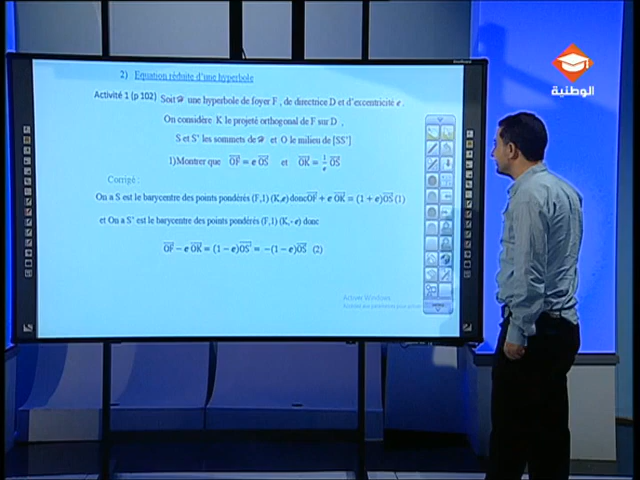 الوطنية
2) Equation réduite d'une hyperbole
Activité 1 (p 102) Soit ℋ une hyperbole de foyer F , de directrice D et d'excentricité e .
On considère K le projeté orthogonal de F sur D ,
S et S' les sommets de ℋ et O le milieu de [SS']
1)Montrer que OF⃗ = e OS⃗ et OK⃗ = 1/e OS⃗
Corrigé :
On a S est le barycentre des points pondérés (F,1) (K,e) donc OF⃗ + e OK⃗ = (1 + e)OS⃗ (1)
et On a S' est le barycentre des points pondérés (F,1) (K,- e) donc
OF⃗ − e OK⃗ = (1 − e)OS'⃗ = −(1 − e)OS⃗ (2)
Activer Windows